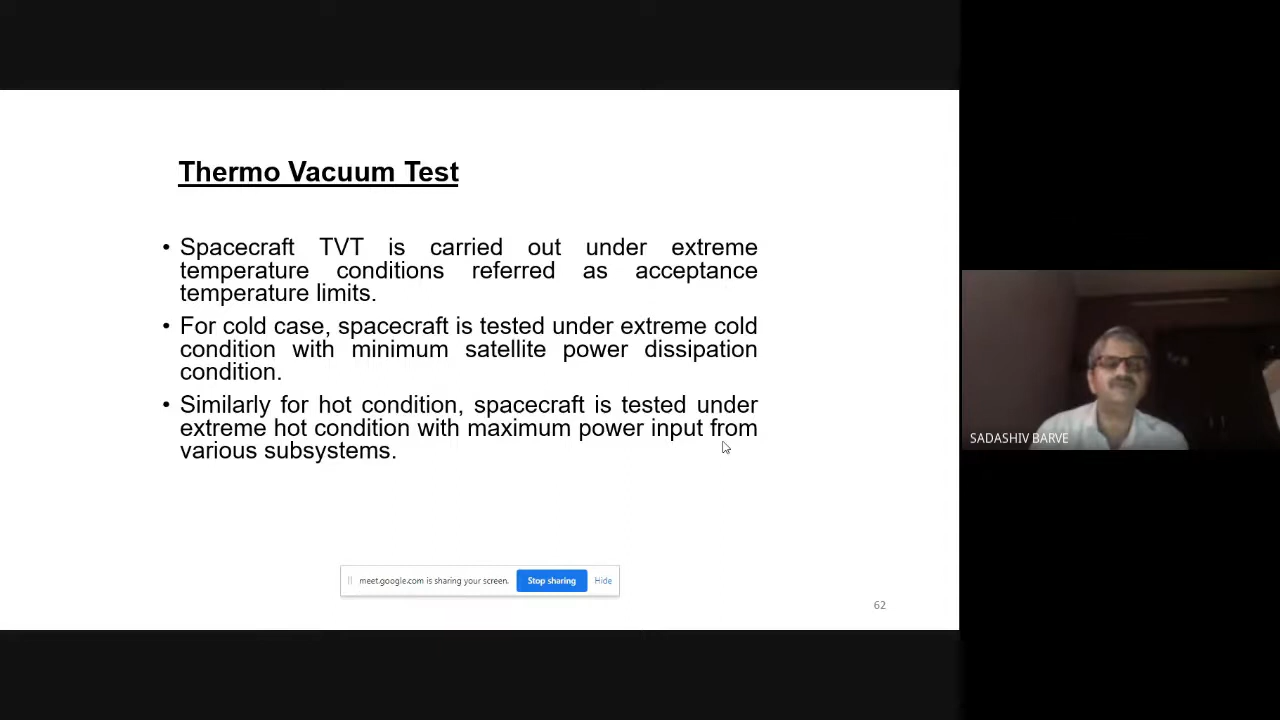 Thermo Vacuum Test
• Spacecraft TVT is carried out under extreme
temperature conditions referred as acceptance
temperature limits.
• For cold case, spacecraft is tested under extreme cold
condition with minimum satellite power dissipation
condition.
• Similarly for hot condition, spacecraft is tested under
extreme hot condition with maximum power input from
various subsystems.
SADASHIV BARVE
meet.google.com is sharing your screen. Stop sharing Hide
62